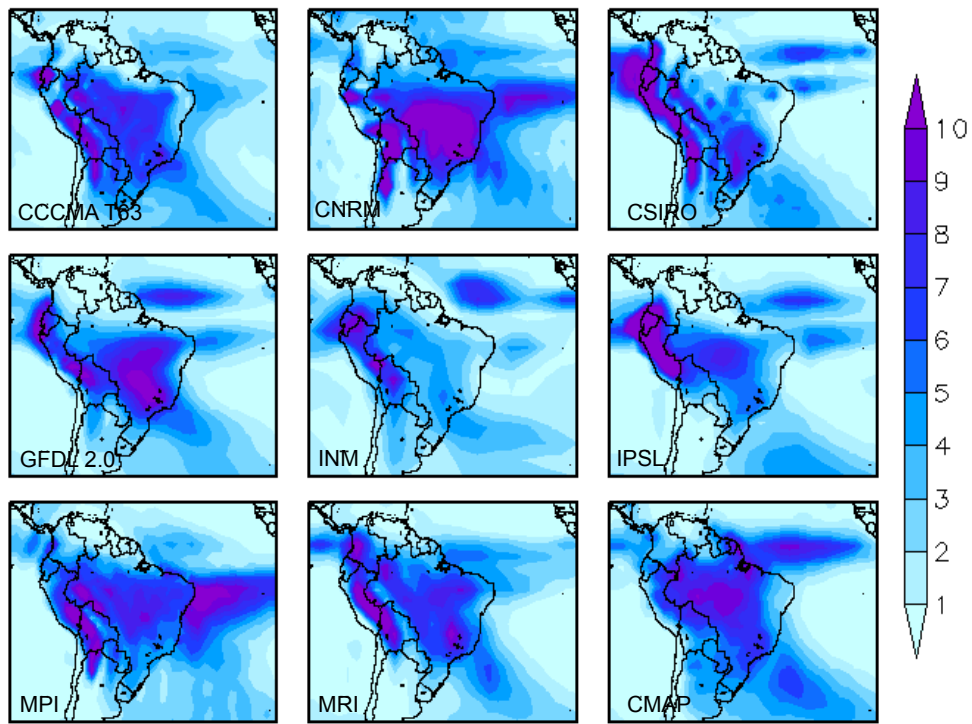 CCCMA T63
CNRM
CSIRO
GFDL 2.0
INM
IPSL
MPI
MRI
CMAP
10
9
8
7
6
5
4
3
2
1